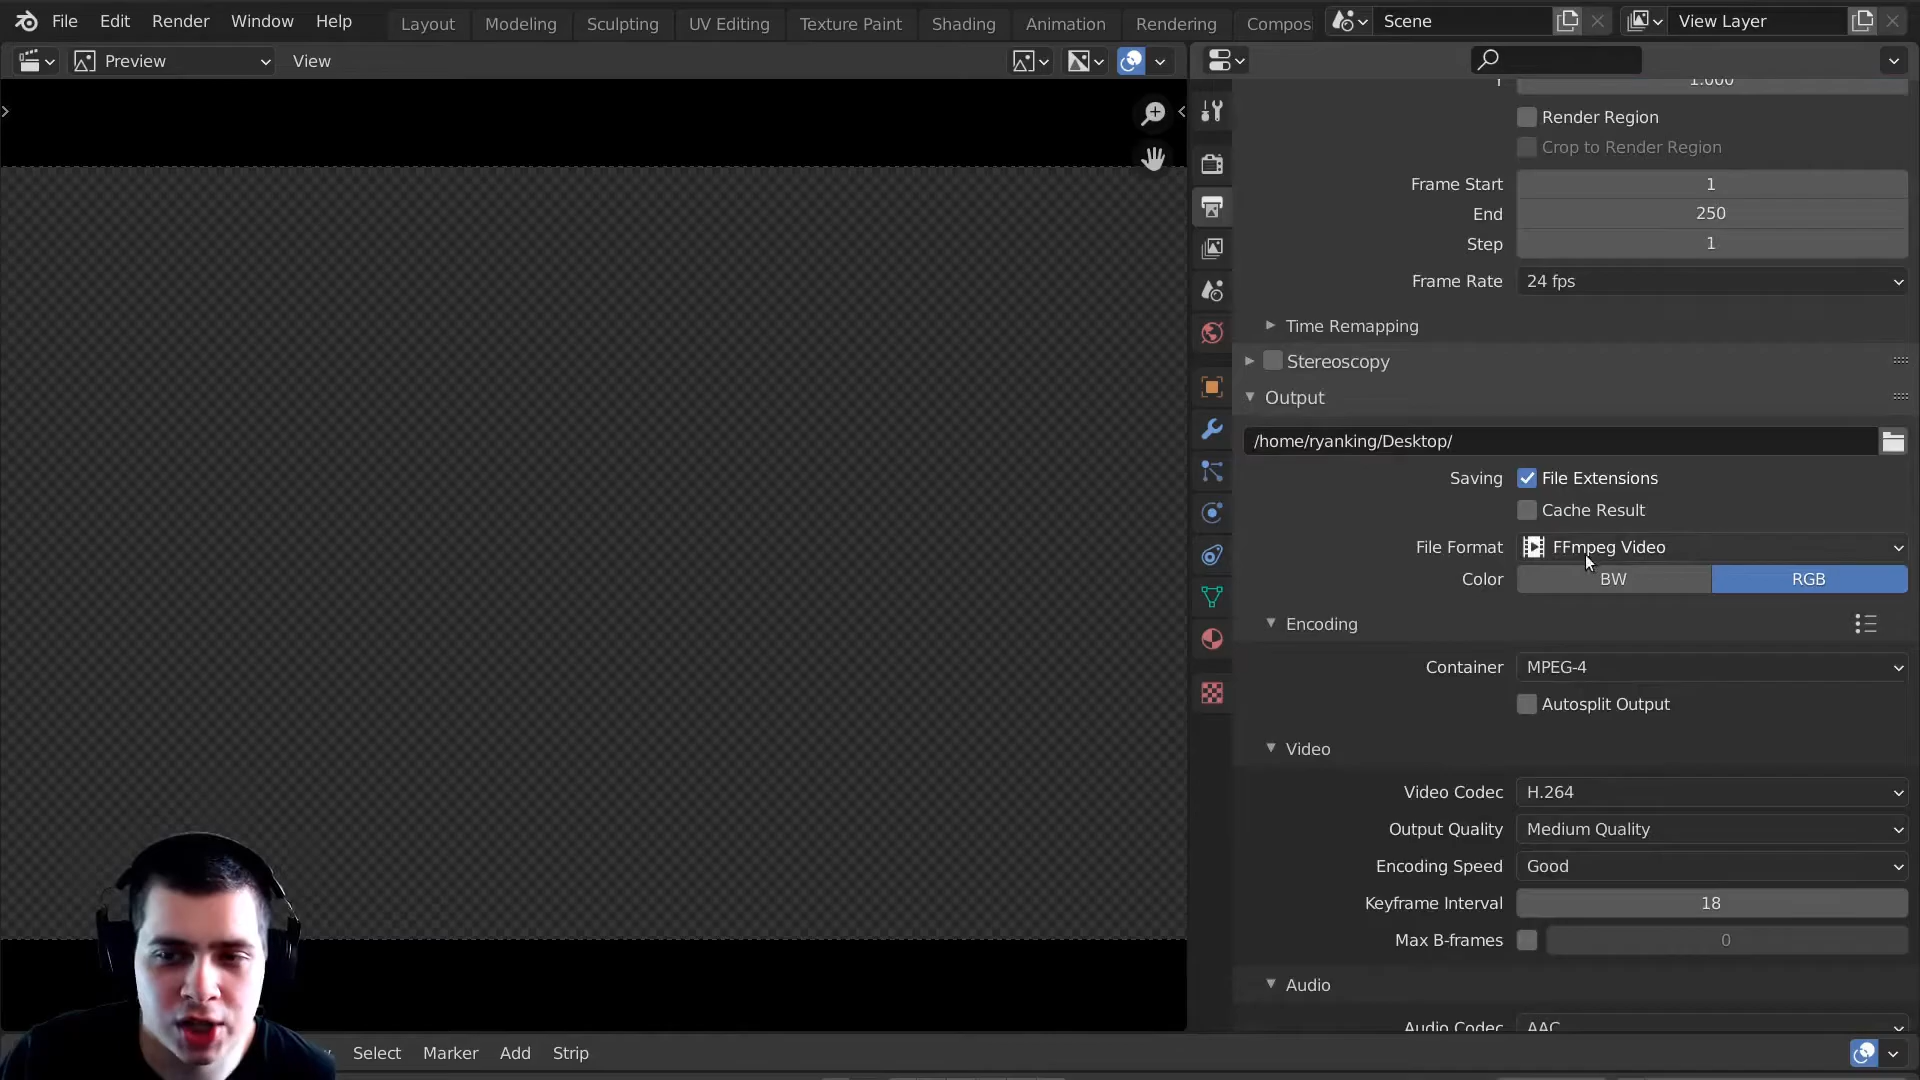 File Edit Render Window Help Layout Modeling Sculpting UV Editing Texture Paint Shading Animation Rendering Compos Scene View Layer
Preview View
Render Region
Crop to Render Region
Frame Start 1
End 250
Step 1
Frame Rate 24 fps
Time Remapping
Stereoscopy
Output
/home/ryanking/Desktop/
Saving File Extensions
Cache Result
File Format FFmpeg Video
Color BW RGB
Encoding
Container MPEG-4
Autosplit Output
Video
Video Codec H.264
Output Quality Medium Quality
Encoding Speed Good
Keyframe Interval 18
Max B-frames 0
Audio
Audio Codec AAC
Select Marker Add Strip